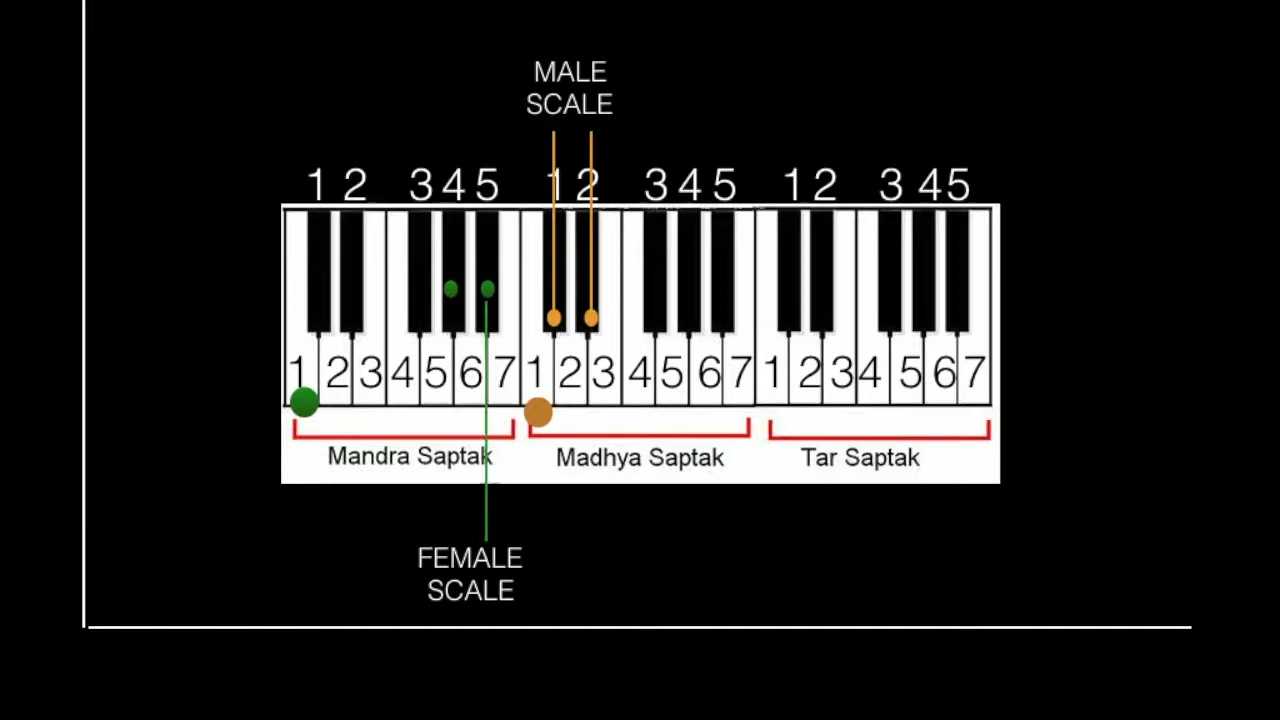 MALE
SCALE
1 2 3 4 5 1 2 3 4 5 1 2 3 4 5
1 2 3 4 5 6 7 1 2 3 4 5 6 7 1 2 3 4 5 6 7
Mandra Saptak Madhya Saptak Tar Saptak
FEMALE
SCALE